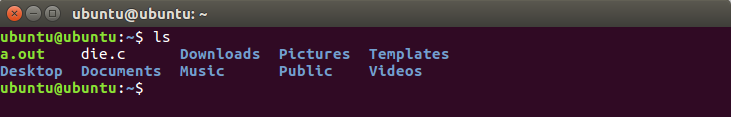 ubuntu@ubuntu: ~
ubuntu@ubuntu:~$ ls
a.out    die.c      Downloads  Pictures  Templates
Desktop  Documents  Music      Public    Videos
ubuntu@ubuntu:~$